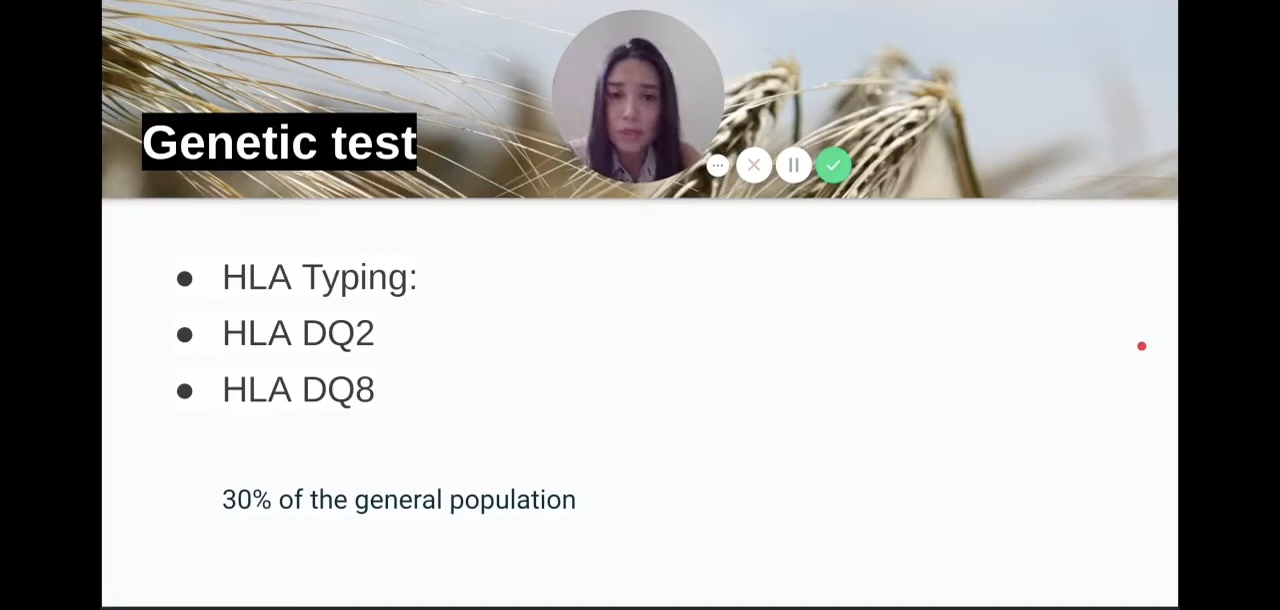 Genetic test
HLA Typing:
HLA DQ2
HLA DQ8
30% of the general population